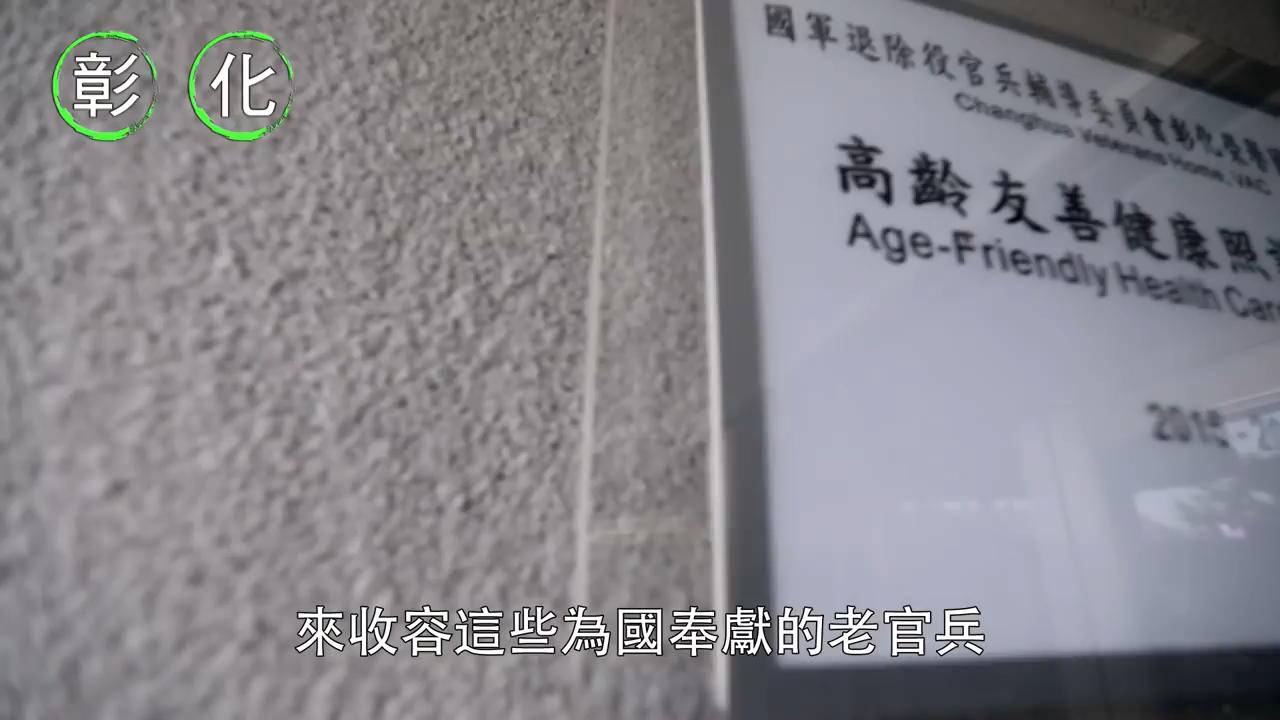 彰化
國軍退除役官兵輔導委員會彰化榮譽
Changhua Veterans Home, VAC
高齡友善健康照
Age-Friendly Health Care
來收容這些為國奉獻的老官兵